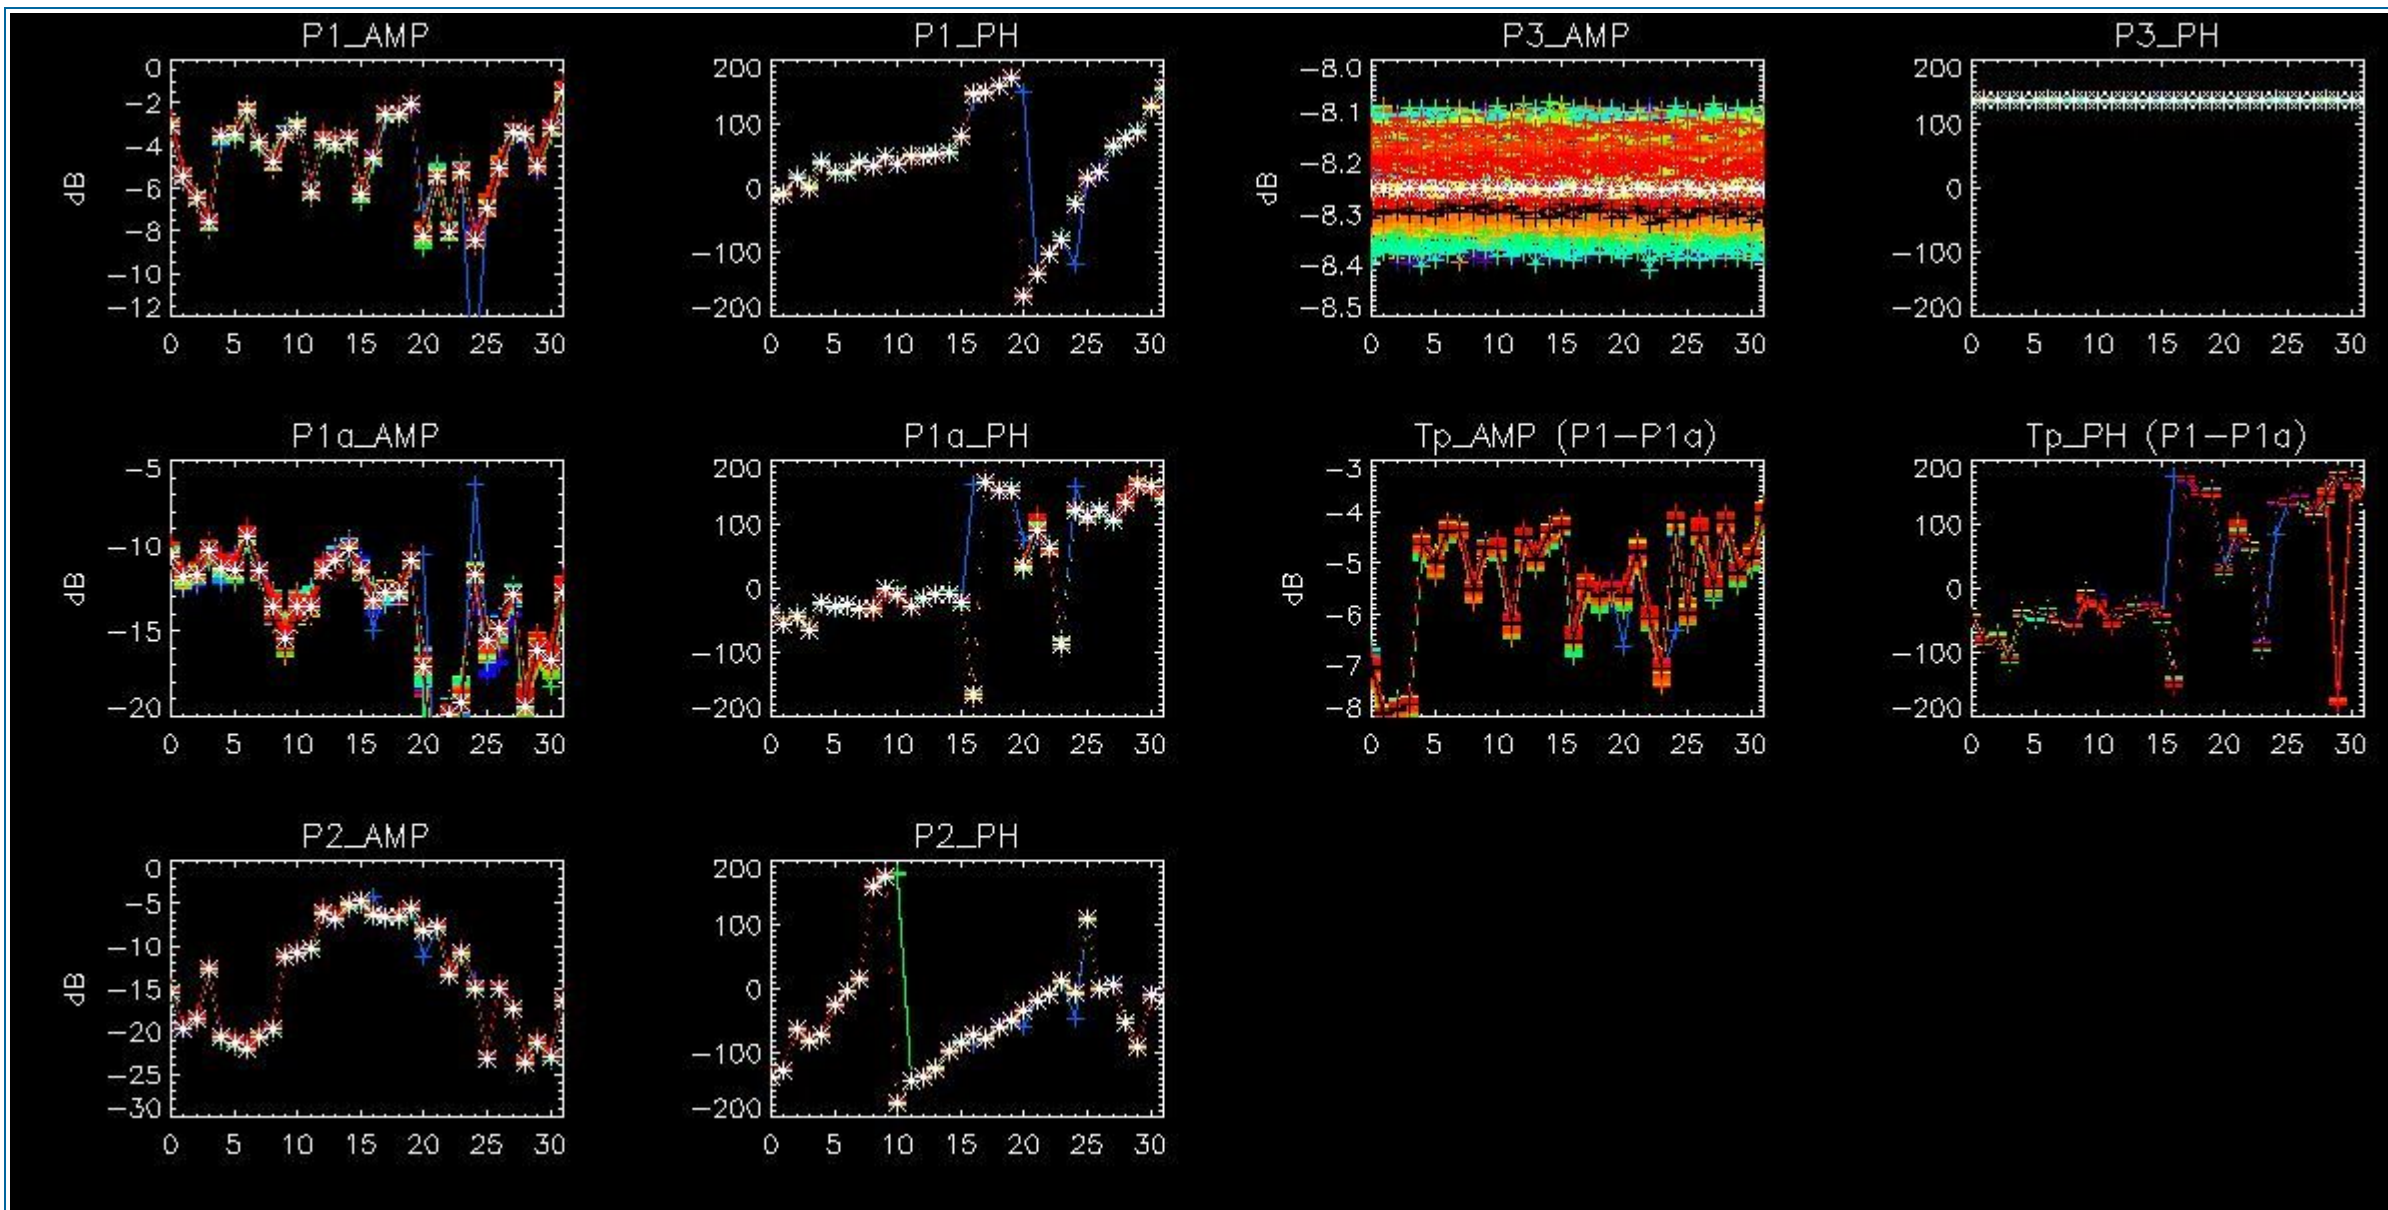 P1_AMP
0
−2
−4
−6
−8
−10
−12
dB
0 5 10 15 20 25 30
P1_PH
200
100
0
−100
−200
0 5 10 15 20 25 30
P3_AMP
−8.0
−8.1
−8.2
−8.3
−8.4
−8.5
dB
0 5 10 15 20 25 30
P3_PH
200
100
0
−100
−200
0 5 10 15 20 25 30
P1a_AMP
−5
−10
−15
−20
dB
0 5 10 15 20 25 30
P1a_PH
200
100
0
−100
−200
0 5 10 15 20 25 30
Tp_AMP (P1−P1a)
−3
−4
−5
−6
−7
−8
dB
0 5 10 15 20 25 30
Tp_PH (P1−P1a)
200
100
0
−100
−200
0 5 10 15 20 25 30
P2_AMP
0
−5
−10
−15
−20
−25
−30
dB
0 5 10 15 20 25 30
P2_PH
200
100
0
−100
−200
0 5 10 15 20 25 30